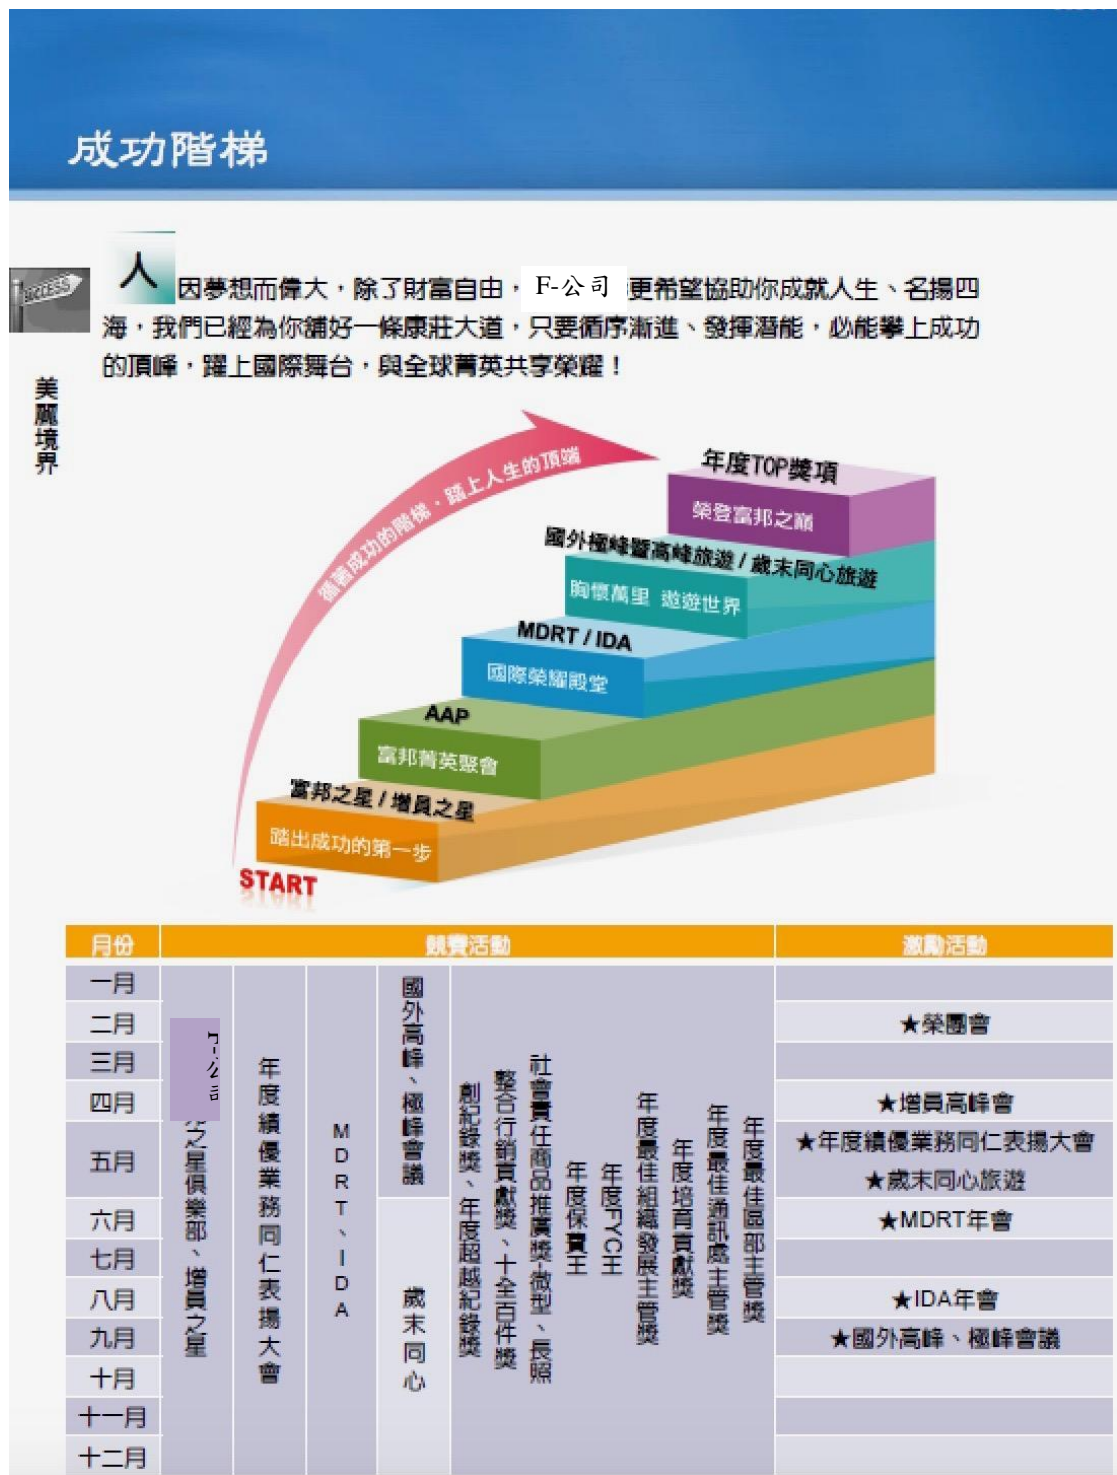 成功階梯
SUCCESS
人因夢想而偉大，除了財富自由，F-公司 更希望協助你成就人生、名揚四
海，我們已經為你舖好一條康莊大道，只要循序漸進、發揮潛能，必能攀上成功
的頂峰，躍上國際舞台，與全球菁英共享榮耀！
美麗境界
循著成功的階梯，踏上人生的頂端
年度TOP獎項
榮登富邦之巔
國外極峰暨高峰旅遊 / 歲末同心旅遊
胸懷萬里 遨遊世界
MDRT / IDA
國際榮耀殿堂
AAP
富邦菁英聚會
富邦之星 / 增員之星
踏出成功的第一步
START
月份 競賽活動 激勵活動
一月
二月
三月
四月
五月
六月
七月
八月
九月
十月
十一月
十二月
公司
之星俱樂部、增員之星
年度績優業務同仁表揚大會
MDRT、IDA
國外高峰、極峰會議
歲末同心
創紀錄獎、年度超越紀錄獎
整合行銷貢獻獎、十全百件獎
社會責任商品推廣獎-微型、長照
年度保費王
年度FYC王
年度最佳組織發展主管獎
年度培育貢獻獎
年度最佳通訊處主管獎
年度最佳區部主管獎
★榮團會
★增員高峰會
★年度績優業務同仁表揚大會
★歲末同心旅遊
★MDRT年會
★IDA年會
★國外高峰、極峰會議